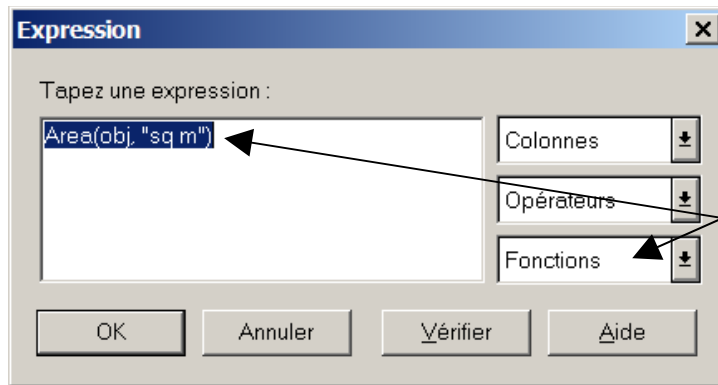 Expression
Tapez une expression :
Area(obj, "sq m")
Colonnes
Opérateurs
Fonctions
OK Annuler Vérifier Aide